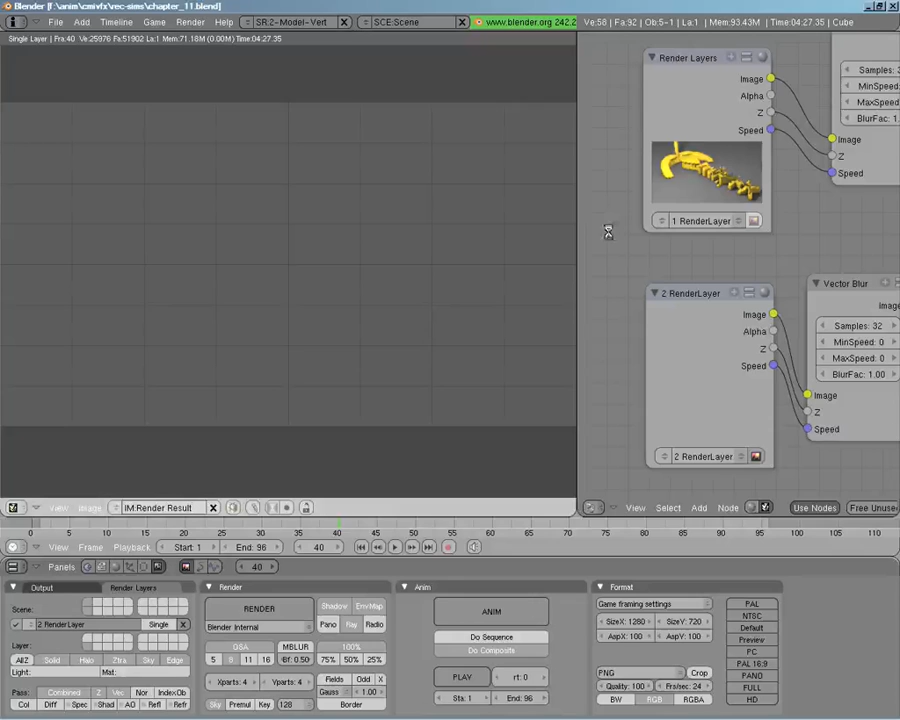 Blender [f:\anim\cmivfx\rec-sims\chapter_11.blend]
File Add Timeline Game Render Help SR:2-Model-Vert SCE:Scene www.blender.org 242.2 Ve:58 | Fa:92 | Ob:5-1 | La:1 | Mem:93.43M | Time:04:27.35 | Cube
Single Layer | Fra:40 Ve:25976 Fa:51902 La:1 Mem:71.18M (0.00M) Time:04:27.35
Render Layers
Image
Alpha
Z
Speed
1 RenderLayer
Samples: 3
MinSpeed:
MaxSpeed:
BlurFac: 1.
Image
Z
Speed
2 RenderLayer
Image
Alpha
Z
Speed
2 RenderLayer
Vector Blur
Image
Samples: 32
MinSpeed: 0
MaxSpeed: 0
BlurFac: 1.00
Image
Z
Speed
View Image IM:Render Result X
View Select Add Node Use Nodes Free Unuse
0 5 10 15 20 25 30 35 40 45 50 55 60 65 70 75 80 85 90 95 100 105 110 115
View Frame Playback Start 1 End: 96 40
Panels 40
Output Render Layers
Scene:
2 RenderLayer Single X
Layer:
AllZ Solid Halo Ztra Sky Edge
Light: Mat:
Pass: Combined Z Vec Nor IndexOb
Col Diff Spec Shad AO Refl Refr
Render
RENDER
Blender Internal
Shadow EnvMap
Pano Ray Radio
OSA MBLUR 100%
5 8 11 16 Bf: 0.50 75% 50% 25%
Xparts: 4 Yparts: 4 Fields Odd X
Gauss 1.00
Sky Premul Key 128 Border
Anim
ANIM
Do Sequence
Do Composite
PLAY rt: 0
Sta: 1 End: 96
Format
Game framing settings
SizeX: 1280 SizeY: 720
AspX: 100 AspY: 100
PNG Crop
Quality: 100 Frs/sec: 24
BW RGB RGBA
PAL
NTSC
Default
Preview
PC
PAL 16:9
PANO
FULL
HD